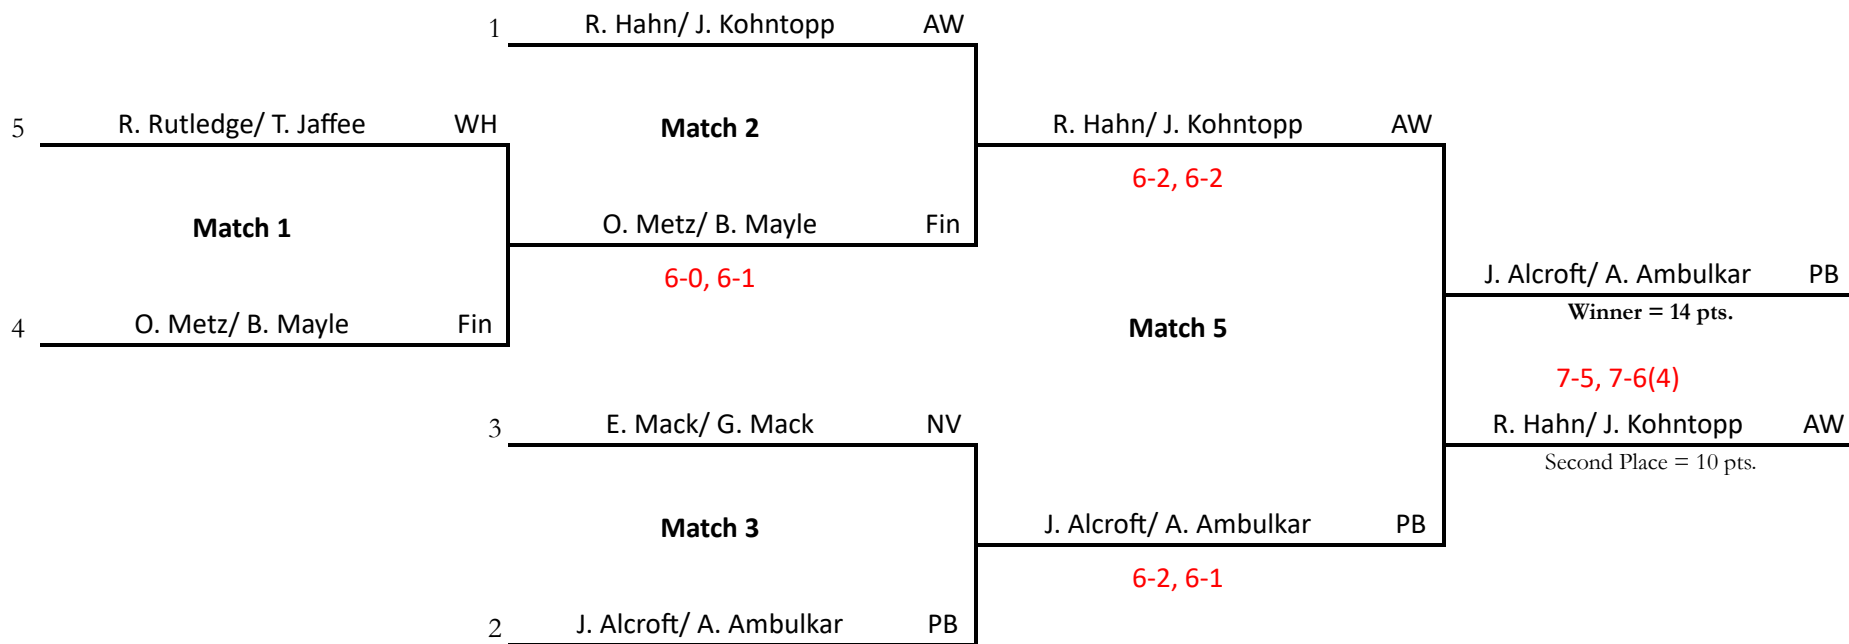 1 R. Hahn/ J. Kohntopp AW
5 R. Rutledge/ T. Jaffee WH
Match 2
R. Hahn/ J. Kohntopp AW
6-2, 6-2
Match 1
O. Metz/ B. Mayle Fin
6-0, 6-1
J. Alcroft/ A. Ambulkar PB
Winner = 14 pts.
4 O. Metz/ B. Mayle Fin
Match 5
7-5, 7-6(4)
3 E. Mack/ G. Mack NV
R. Hahn/ J. Kohntopp AW
Second Place = 10 pts.
Match 3
J. Alcroft/ A. Ambulkar PB
6-2, 6-1
2 J. Alcroft/ A. Ambulkar PB